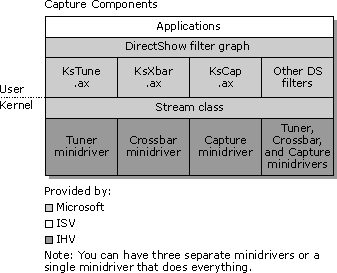 Capture Components
Applications
DirectShow filter graph
KsTune
.ax
KsXbar
.ax
KsCap
.ax
Other DS
filters
User
Kernel
Stream class
Tuner
minidriver
Crossbar
minidriver
Capture
minidriver
Tuner,
Crossbar,
and Capture
minidrivers
Provided by:
Microsoft
ISV
IHV
Note: You can have three separate minidrivers or a
single minidriver that does everything.